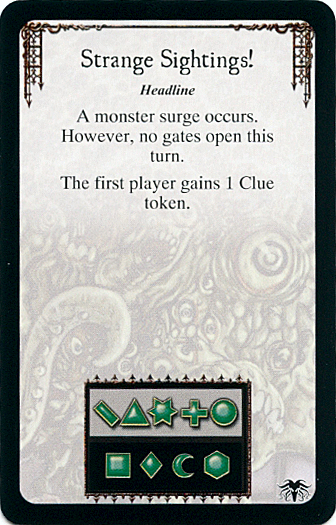 Strange Sightings!
Headline
A monster surge occurs.
However, no gates open this
turn.
The first player gains 1 Clue
token.